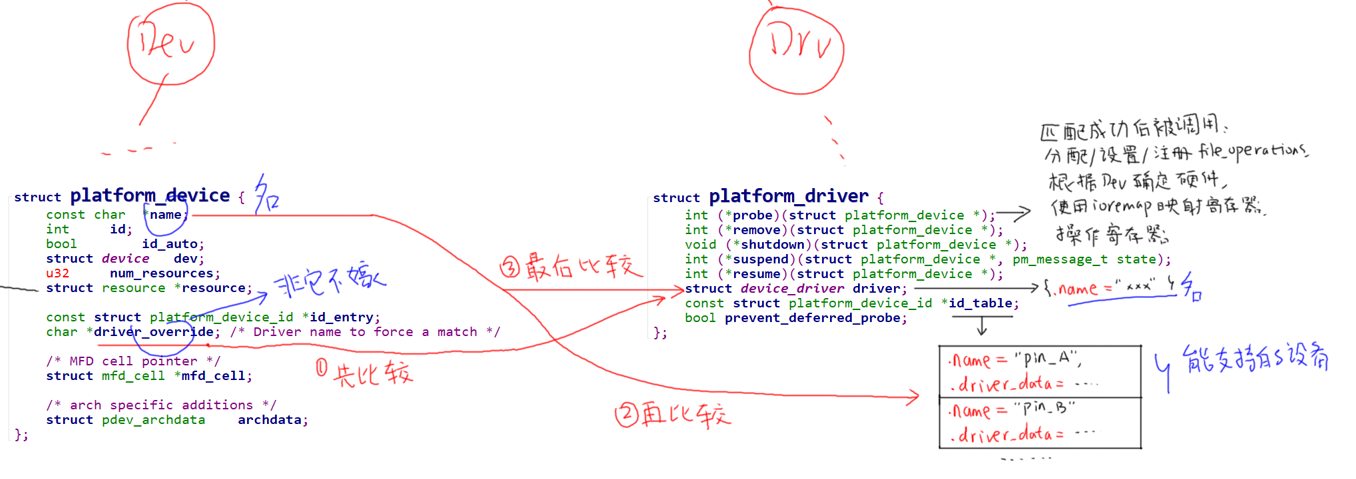 Dev
Drv
struct platform_device {
const char *name;
int id;
bool id_auto;
struct device dev;
u32 num_resources;
struct resource *resource;
const struct platform_device_id *id_entry;
char *driver_override; /* Driver name to force a match */
/* MFD cell pointer */
struct mfd_cell *mfd_cell;
/* arch specific additions */
struct pdev_archdata archdata;
};
名
非它不嫁
①先比较
②再比较
③最后比较
struct platform_driver {
int (*probe)(struct platform_device *);
int (*remove)(struct platform_device *);
void (*shutdown)(struct platform_device *);
int (*suspend)(struct platform_device *, pm_message_t state);
int (*resume)(struct platform_device *);
struct device_driver driver;
const struct platform_device_id *id_table;
bool prevent_deferred_probe;
};
匹配成功后被调用:
分配/设置/注册 file_operations,
根据Dev确定硬件,
使用ioremap映射寄存器,
操作寄存器;
{.name = "xxx" } 名
.name = "pin_A",
.driver_data = ····
.name = "pin_B"
.driver_data = ···
能支持的设备